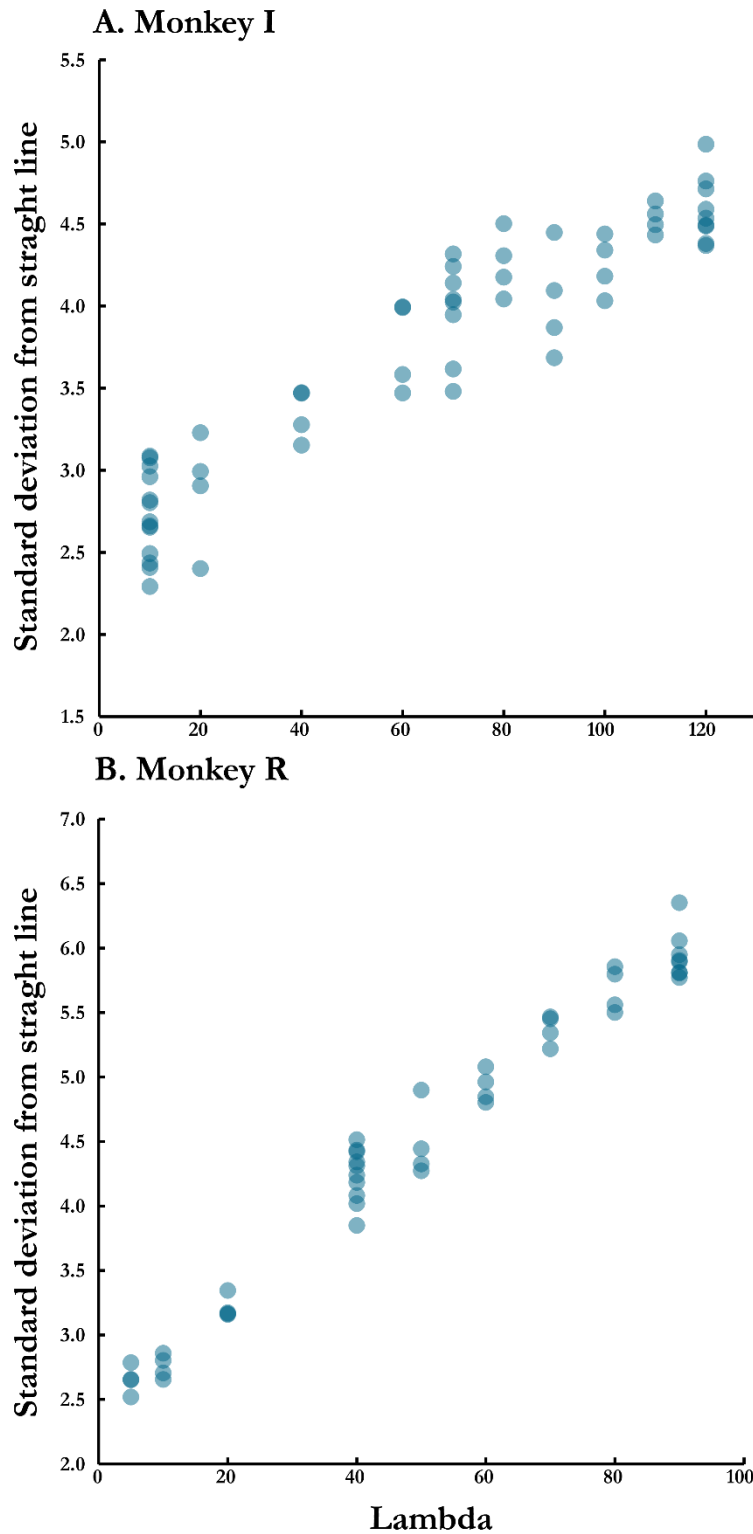 A. Monkey I
Standard deviation from straght line
5.5
5.0
4.5
4.0
3.5
3.0
2.5
2.0
1.5
0 20 40 60 80 100 120
B. Monkey R
Standard deviation from straght line
7.0
6.5
6.0
5.5
5.0
4.5
4.0
3.5
3.0
2.5
2.0
0 20 40 60 80 100
Lambda